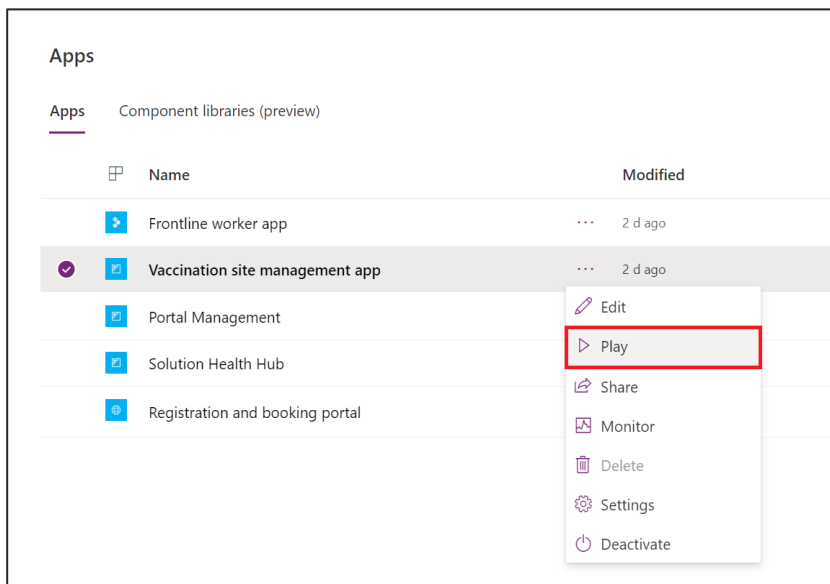 Apps
Apps Component libraries (preview)
Name Modified
Frontline worker app ··· 2 d ago
Vaccination site management app ··· 2 d ago
Edit
Portal Management
Play
Solution Health Hub
Share
Registration and booking portal
Monitor
Delete
Settings
Deactivate